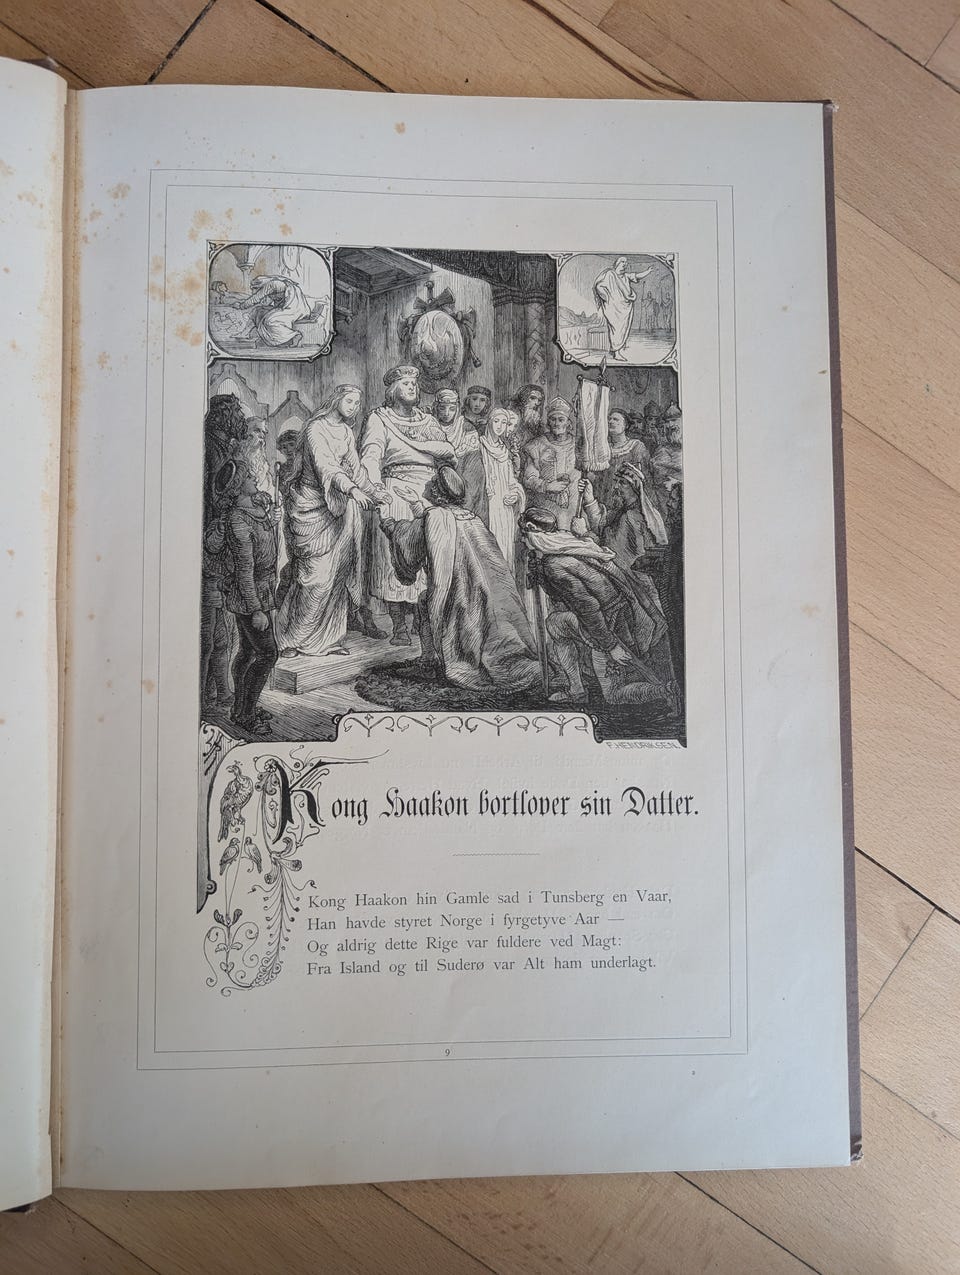 F. HENDRIKSEN.
Kong Haakon bortlover sin Datter.
Kong Haakon hin Gamle sad i Tunsberg en Vaar,
Han havde styret Norge i fyrgetyve Aar —
Og aldrig dette Rige var fuldere ved Magt:
Fra Island og til Suderø var Alt ham underlagt.
9
2